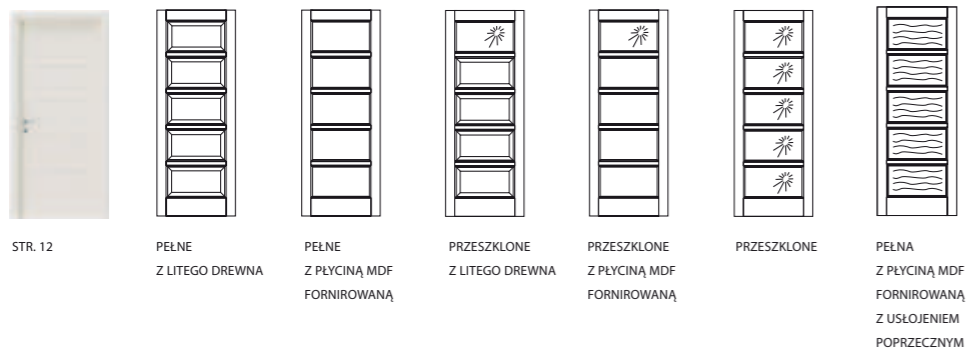 STR. 12
PEŁNE
Z LITEGO DREWNA
PEŁNE
Z PŁYCINĄ MDF
FORNIROWANĄ
PRZESZKLONE
Z LITEGO DREWNA
PRZESZKLONE
Z PŁYCINĄ MDF
FORNIROWANĄ
PRZESZKLONE
PEŁNA
Z PŁYCINĄ MDF
FORNIROWANĄ
Z USŁOJENIEM
POPRZECZNYM